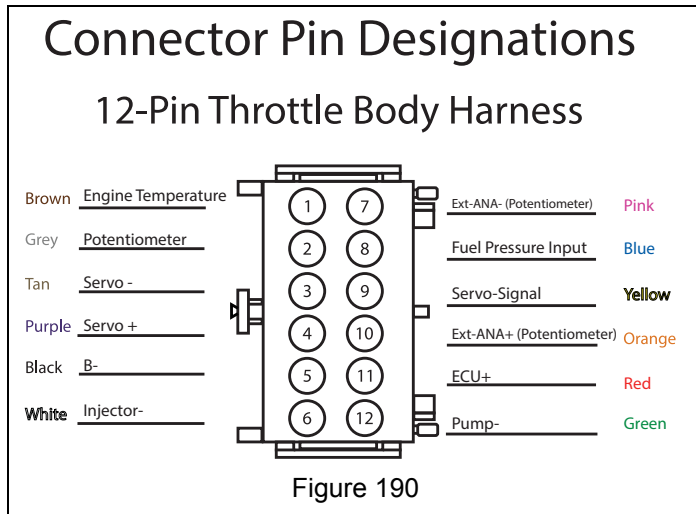 Connector Pin Designations
12-Pin Throttle Body Harness
Brown Engine Temperature 1 7 Ext-ANA- (Potentiometer) Pink
Grey Potentiometer 2 8 Fuel Pressure Input Blue
Tan Servo - 3 9 Servo-Signal Yellow
Purple Servo + 4 10 Ext-ANA+ (Potentiometer) Orange
Black B- 5 11 ECU+ Red
White Injector- 6 12 Pump- Green
Figure 190